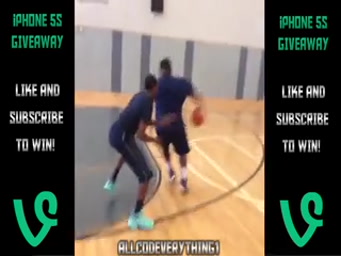 iPHONE 5S
GIVEAWAY
LIKE AND
SUBSCRIBE
TO WIN!
iPHONE 5S
GIVEAWAY
LIKE AND
SUBSCRIBE
TO WIN!
ALLCODEVERYTHING1